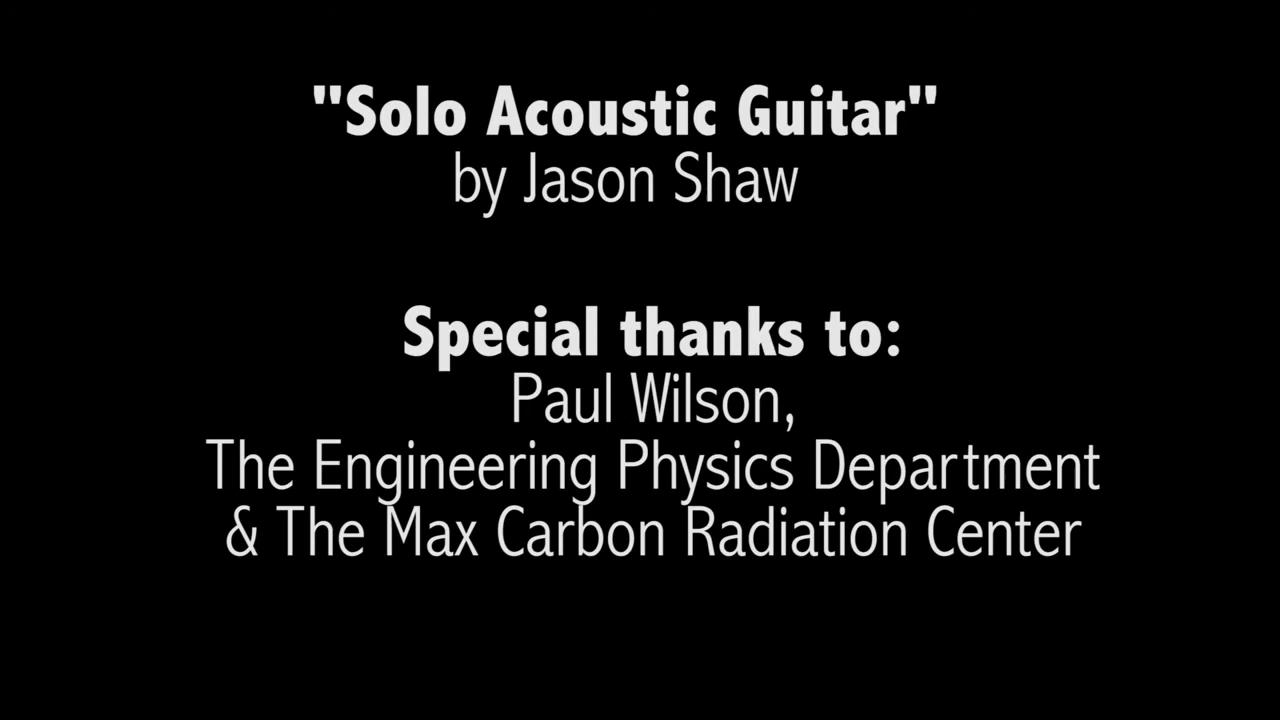 "Solo Acoustic Guitar"
by Jason Shaw
Special thanks to:
Paul Wilson,
The Engineering Physics Department
& The Max Carbon Radiation Center